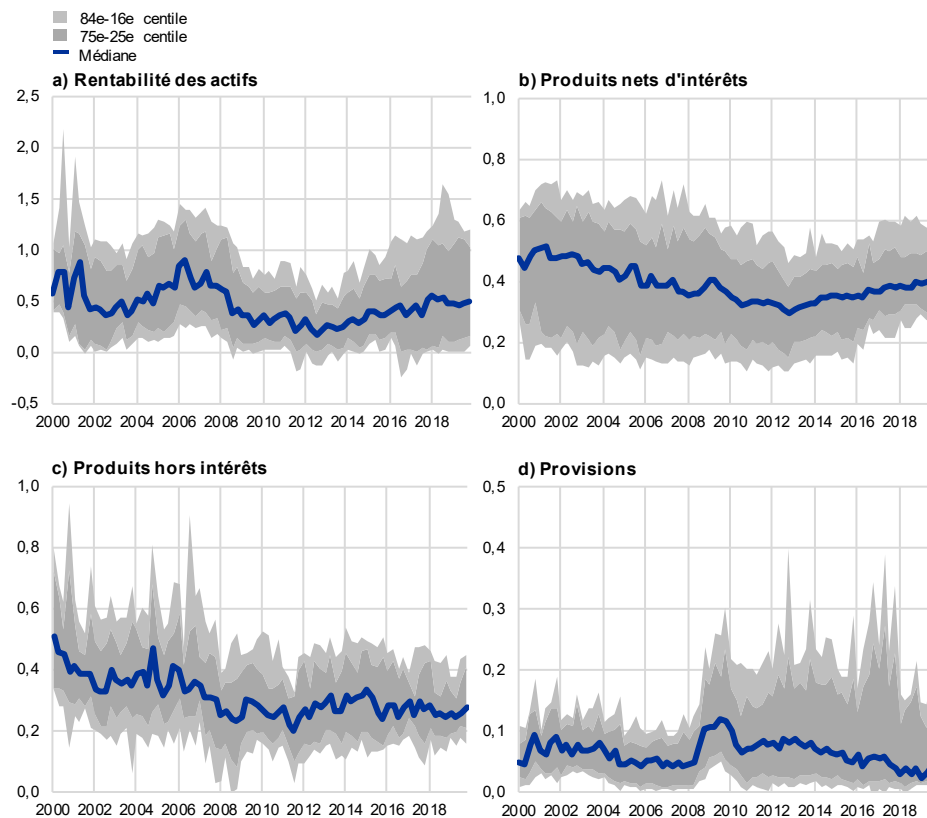 84e-16e centile
75e-25e centile
Médiane
a) Rentabilité des actifs
2,5
2,0
1,5
1,0
0,5
0,0
-0,5
2000 2002 2004 2006 2008 2010 2012 2014 2016 2018
b) Produits nets d'intérêts
1,0
0,8
0,6
0,4
0,2
0,0
2000 2002 2004 2006 2008 2010 2012 2014 2016 2018
c) Produits hors intérêts
1,0
0,8
0,6
0,4
0,2
0,0
2000 2002 2004 2006 2008 2010 2012 2014 2016 2018
d) Provisions
0,5
0,4
0,3
0,2
0,1
0,0
2000 2002 2004 2006 2008 2010 2012 2014 2016 2018